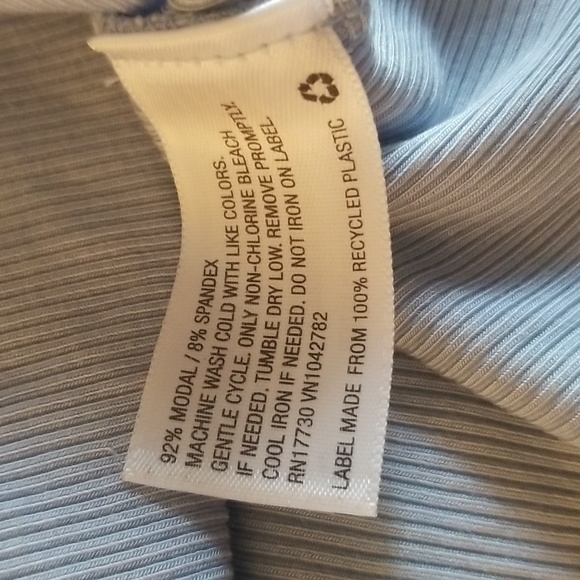 92% MODAL / 8% SPANDEX
MACHINE WASH COLD WITH LIKE COLORS.
GENTLE CYCLE. ONLY NON-CHLORINE BLEACH
IF NEEDED. TUMBLE DRY LOW. REMOVE PROMPTLY.
COOL IRON IF NEEDED. DO NOT IRON ON LABEL
RN17730 VN1042782
LABEL MADE FROM 100% RECYCLED PLASTIC